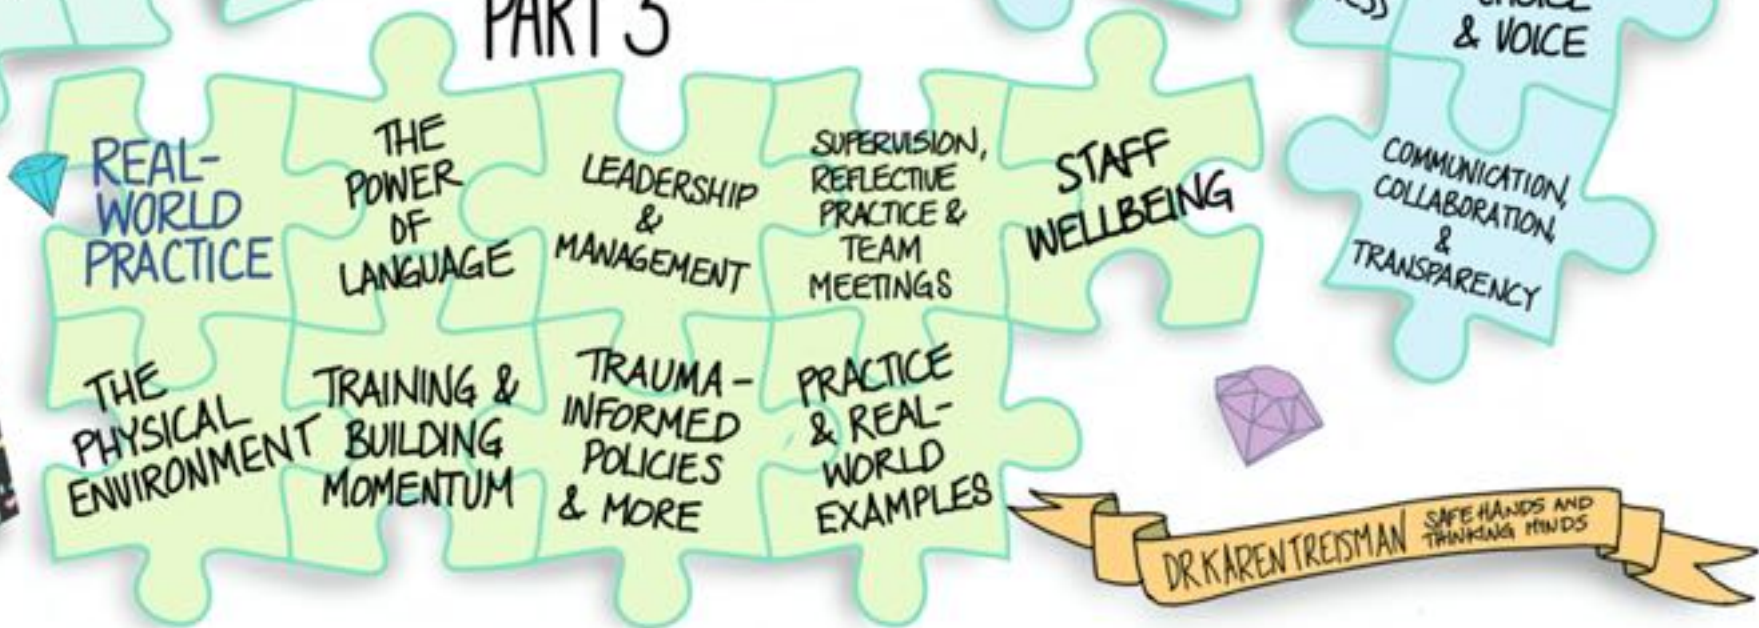 PART 3
& VOICE
REAL-
WORLD
PRACTICE
THE
POWER
OF
LANGUAGE
LEADERSHIP
&
MANAGEMENT
SUPERVISION,
REFLECTIVE
PRACTICE &
TEAM
MEETINGS
STAFF
WELLBEING
COMMUNICATION,
COLLABORATION,
&
TRANSPARENCY
THE
PHYSICAL
ENVIRONMENT
TRAINING &
BUILDING
MOMENTUM
TRAUMA-
INFORMED
POLICIES
& MORE
PRACTICE
& REAL-
WORLD
EXAMPLES
DR KAREN TREISMAN
SAFE HANDS AND
THINKING MINDS